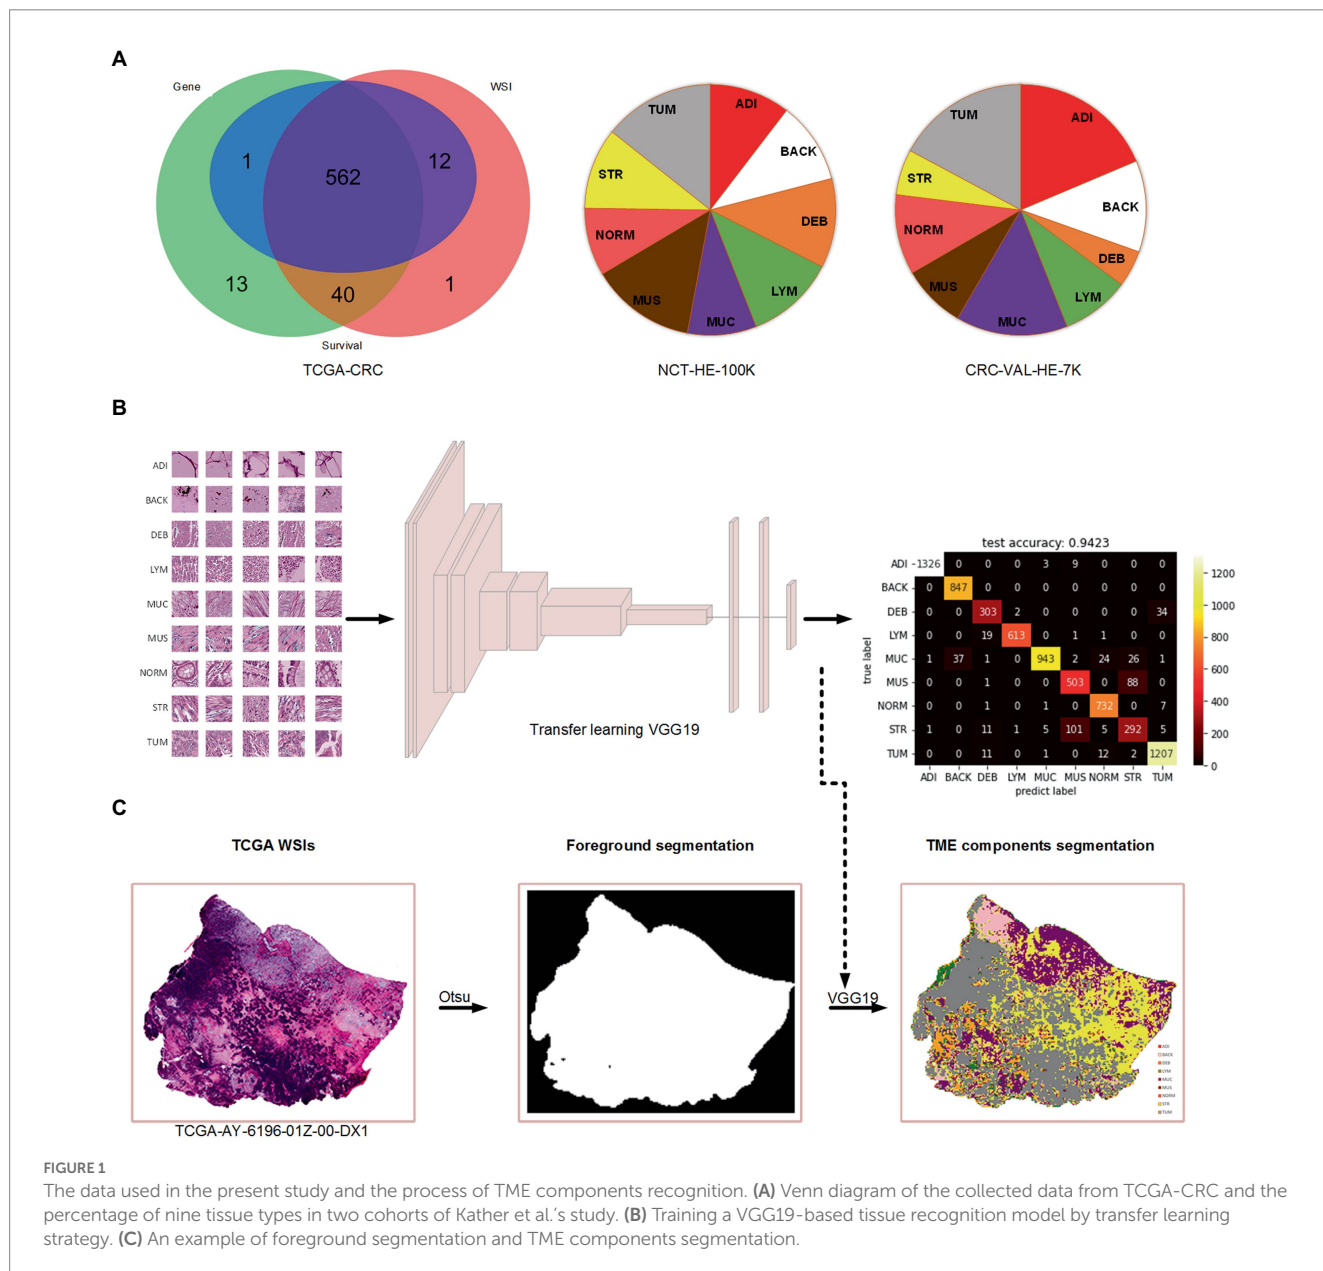 A
Gene
WSI
1
562
12
13
40
1
Survival
TCGA-CRC
TUM
ADI
STR
BACK
DEB
NORM
LYM
MUS
MUC
NCT-HE-100K
TUM
ADI
STR
BACK
NORM
DEB
MUS
LYM
MUC
CRC-VAL-HE-7K
B
ADI
BACK
DEB
LYM
MUC
MUS
NORM
STR
TUM
Transfer learning VGG19
test accuracy: 0.9423
true label
ADI -1326 0 0 0 3 9 0 0 0
BACK 0 847 0 0 0 0 0 0 0
DEB 0 0 303 2 0 0 0 0 34
LYM 0 0 19 613 0 1 1 0 0
MUC 1 37 1 0 943 2 24 26 1
MUS 0 0 1 0 0 503 0 88 0
NORM 0 0 1 0 1 0 732 0 7
STR 1 0 11 1 5 101 5 292 5
TUM 0 0 11 0 1 0 12 2 1207
ADI BACK DEB LYM MUC MUS NORM STR TUM
predict label
1200
1000
800
600
400
200
0
C
TCGA WSIs
Foreground segmentation
TME components segmentation
Otsu
VGG19
ADI
BACK
DEB
LYM
MUC
MUS
NORM
STR
TUM
TCGA-AY-6196-01Z-00-DX1
FIGURE 1
The data used in the present study and the process of TME components recognition. (A) Venn diagram of the collected data from TCGA-CRC and the
percentage of nine tissue types in two cohorts of Kather et al.'s study. (B) Training a VGG19-based tissue recognition model by transfer learning
strategy. (C) An example of foreground segmentation and TME components segmentation.